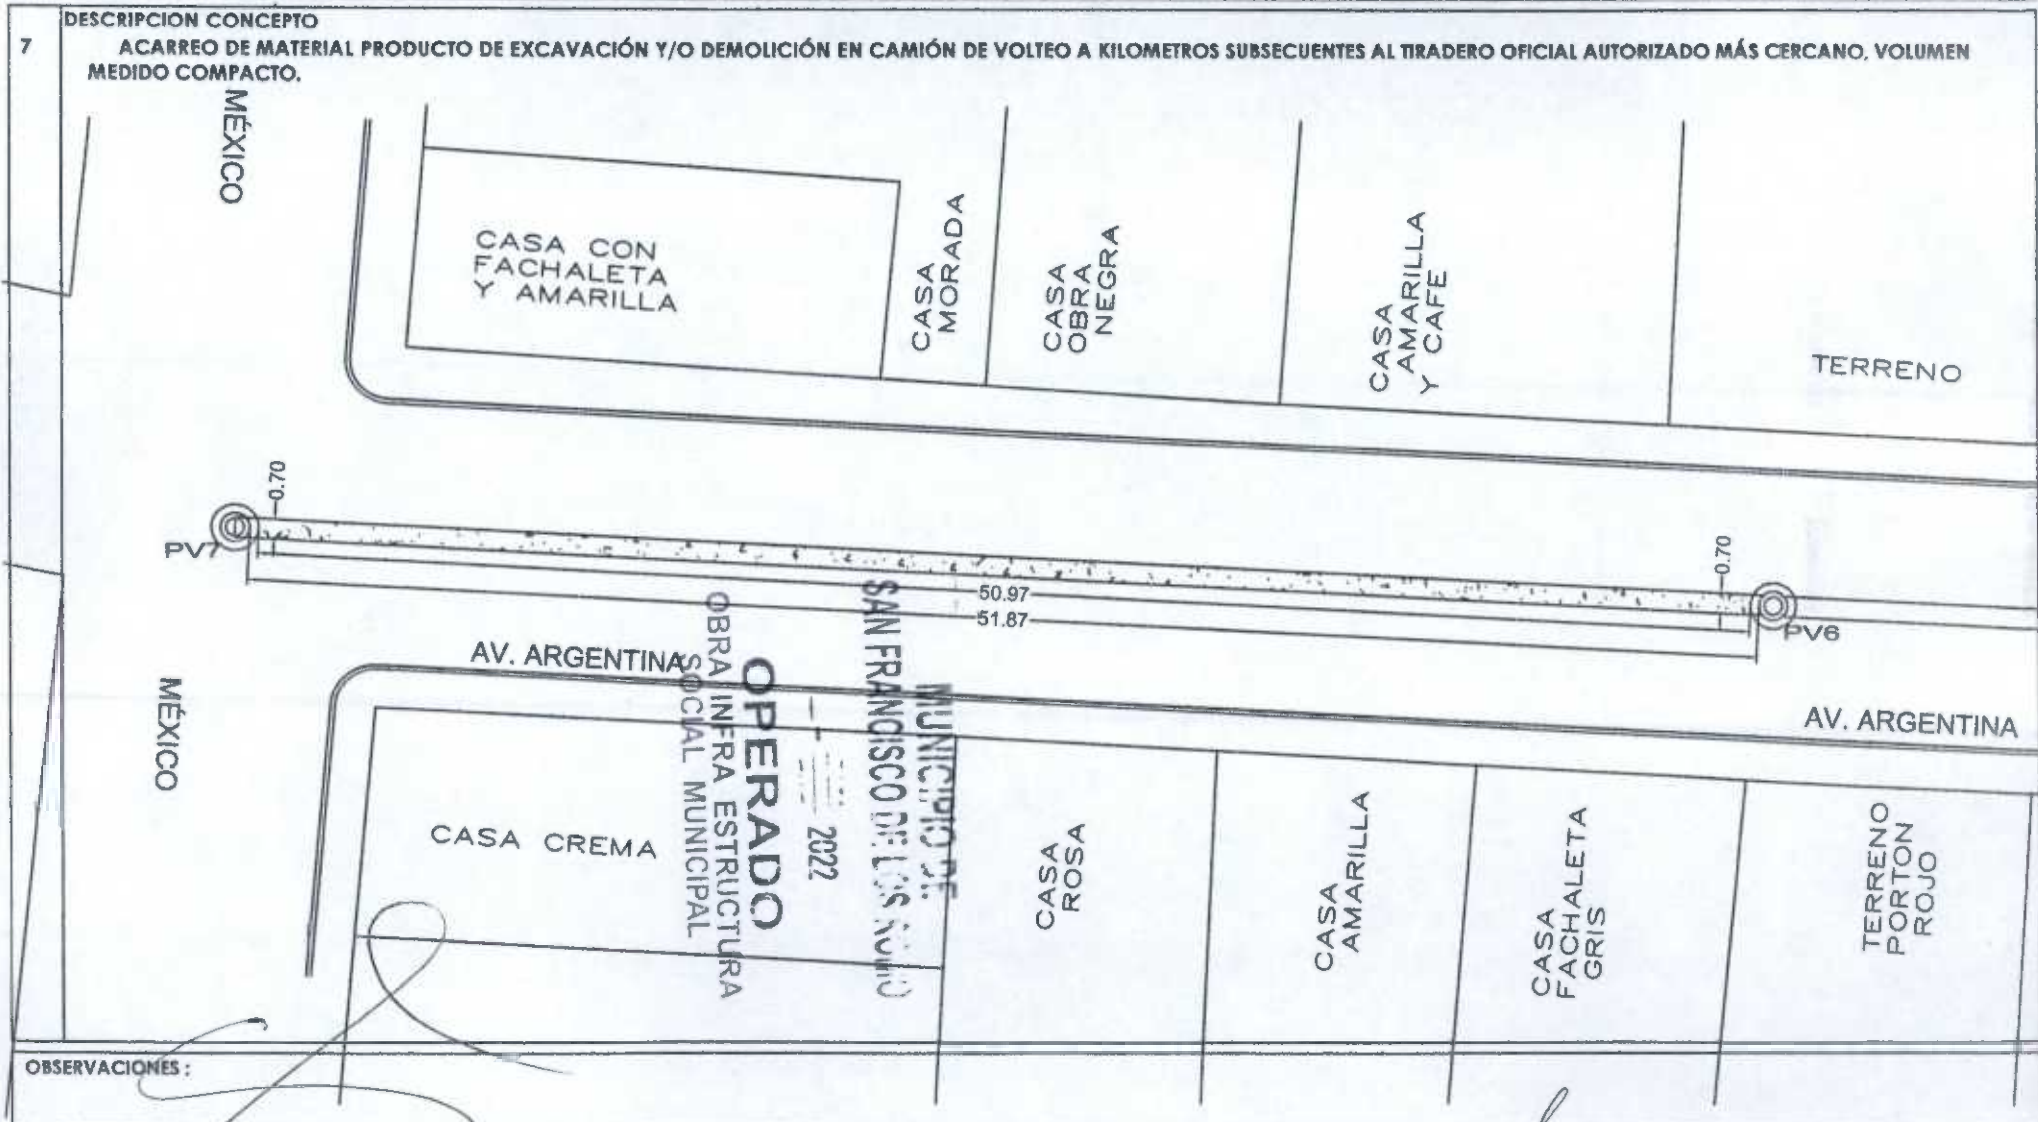 DESCRIPCION CONCEPTO
7
ACARREO DE MATERIAL PRODUCTO DE EXCAVACIÓN Y/O DEMOLICIÓN EN CAMIÓN DE VOLTEO A KILOMETROS SUBSECUENTES AL TIRADERO OFICIAL AUTORIZADO MÁS CERCANO, VOLUMEN
MEDIDO COMPACTO.
MÉXICO
CASA CON
FACHALETA
Y AMARILLA
CASA
MORADA
CASA
OBRA
NEGRA
CASA
AMARILLA
Y CAFE
TERRENO
0.70
PV7
0.70
50.97
51.87
PV6
AV. ARGENTINA
AV. ARGENTINA
MÉXICO
MUNICIPIO DE
SAN FRANCISCO DE LOS ROMO
2022
OPERADO
OBRA INFRA ESTRUCTURA
SOCIAL MUNICIPAL
CASA CREMA
CASA
ROSA
CASA
AMARILLA
CASA
FACHALETA
GRIS
TERRENO
PORTON
ROJO
OBSERVACIONES :